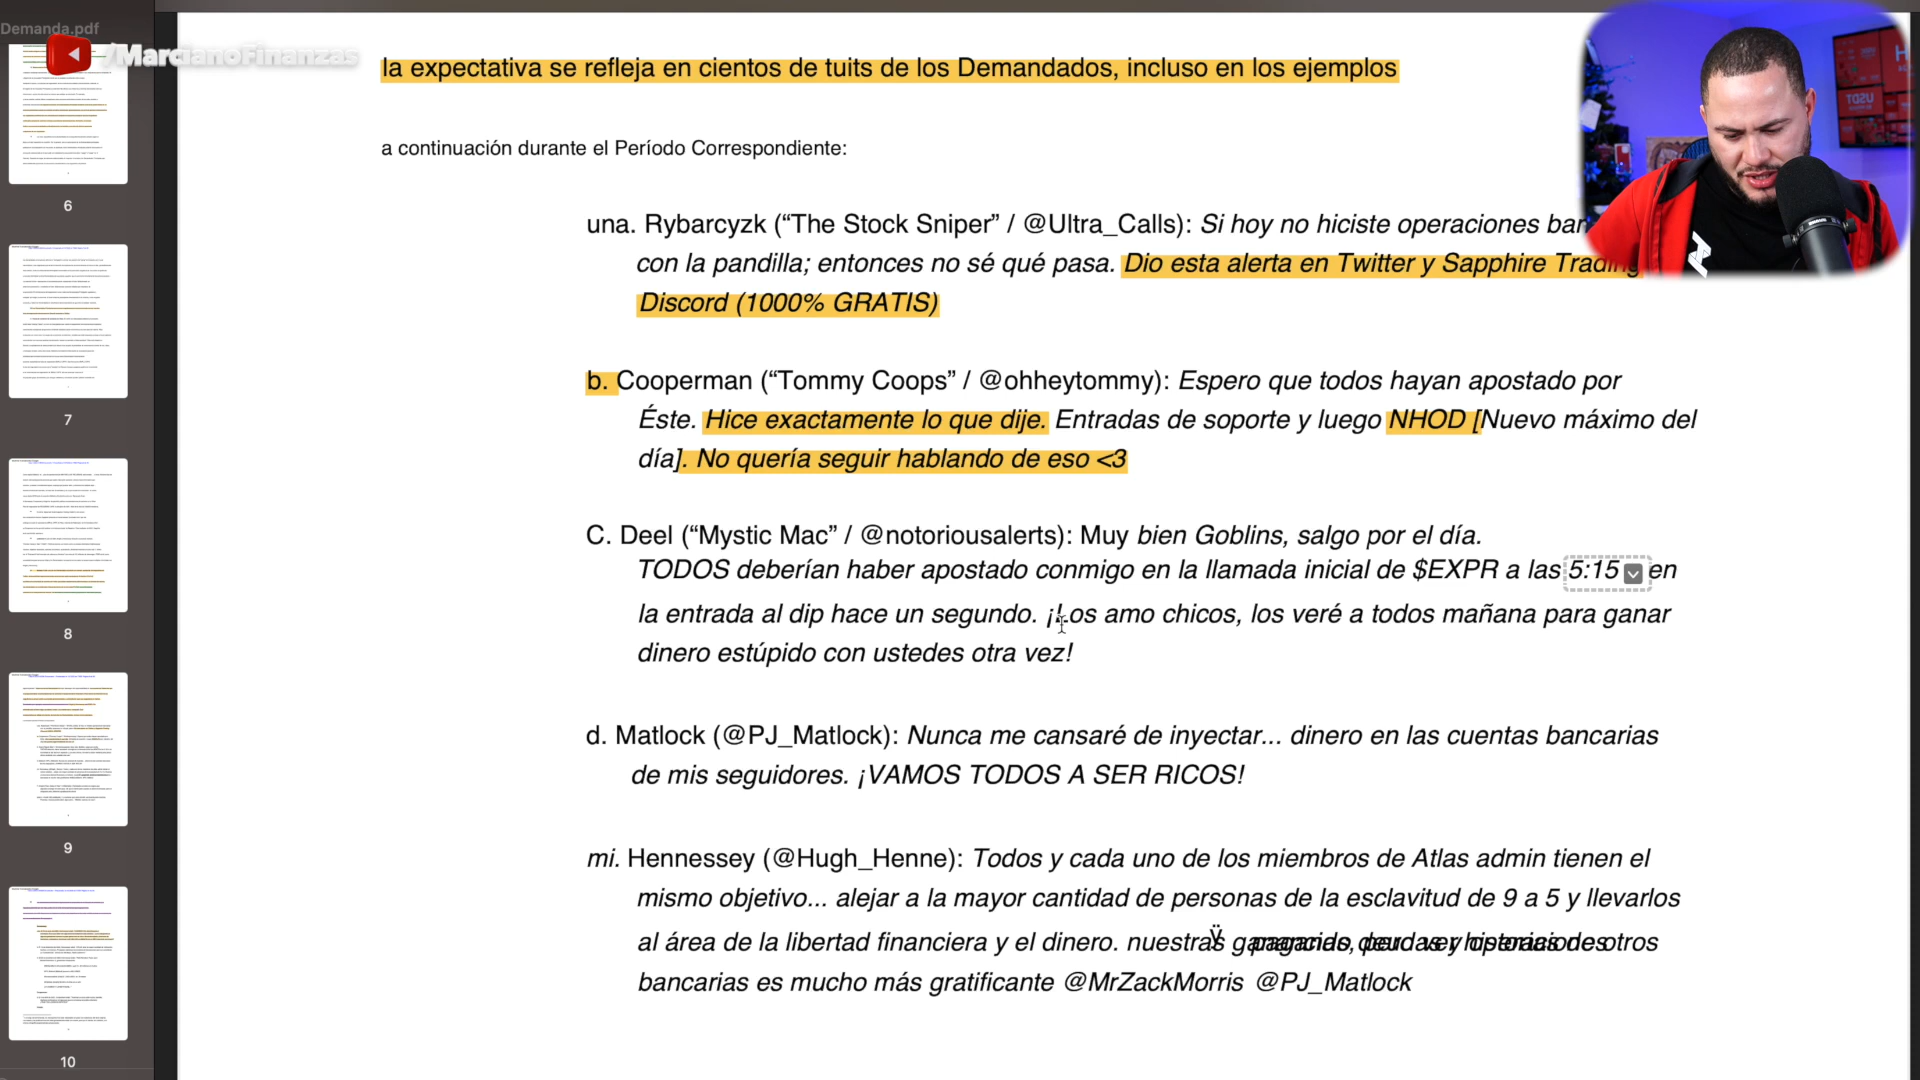 Demanda.pdf
/MarcianoFinanzas
la expectativa se refleja en cientos de tuits de los Demandados, incluso en los ejemplos
a continuación durante el Período Correspondiente:
una. Rybarcyzk (“The Stock Sniper” / @Ultra_Calls): Si hoy no hiciste operaciones
con la pandilla; entonces no sé qué pasa. Dio esta alerta en Twitter y Sapphire Trading
Discord (1000% GRATIS)
b. Cooperman (“Tommy Coops” / @ohheytommy): Espero que todos hayan apostado por
Éste. Hice exactamente lo que dije. Entradas de soporte y luego NHOD [Nuevo máximo del
día]. No quería seguir hablando de eso <3
C. Deel (“Mystic Mac” / @notoriousalerts): Muy bien Goblins, salgo por el día.
TODOS deberían haber apostado conmigo en la llamada inicial de $EXPR a las 5:15 en
la entrada al dip hace un segundo. ¡Los amo chicos, los veré a todos mañana para ganar
dinero estúpido con ustedes otra vez!
d. Matlock (@PJ_Matlock): Nunca me cansaré de inyectar... dinero en las cuentas bancarias
de mis seguidores. ¡VAMOS TODOS A SER RICOS!
mi. Hennessey (@Hugh_Henne): Todos y cada uno de los miembros de Atlas admin tienen el
mismo objetivo... alejar a la mayor cantidad de personas de la esclavitud de 9 a 5 y llevarlos
al área de la libertad financiera y el dinero. nuestras otros
bancarias es mucho más gratificante @MrZackMorris @PJ_Matlock
6
7
8
9
10
USDT